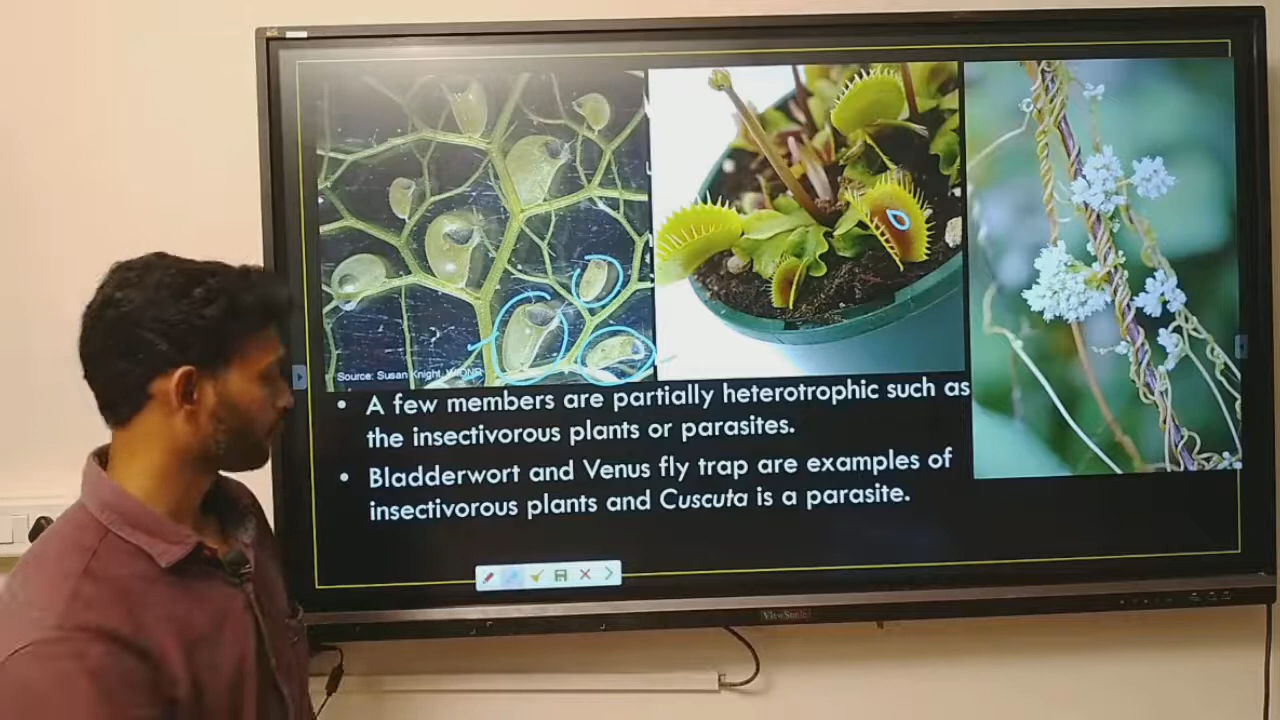 Source: Susan Knight, WIDNR
• A few members are partially heterotrophic such as
the insectivorous plants or parasites.
• Bladderwort and Venus fly trap are examples of
insectivorous plants and Cuscuta is a parasite.
ViewSonic